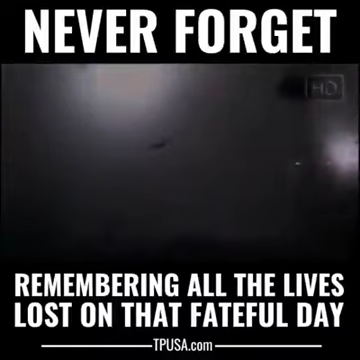 NEVER FORGET
HD
REMEMBERING ALL THE LIVES
LOST ON THAT FATEFUL DAY
TPUSA.com